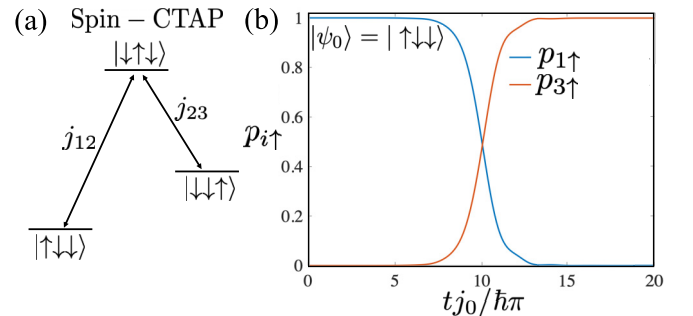 (a) Spin − CTAP
|↓↑↓⟩
j₁₂
j₂₃
|↓↓↑⟩
|↑↓↓⟩
(b)
|ψ₀⟩ = | ↑↓↓⟩
p₁↑
p₃↑
pᵢ↑
1
0.8
0.6
0.4
0.2
0
0 5 10 15 20
tj₀/ħπ